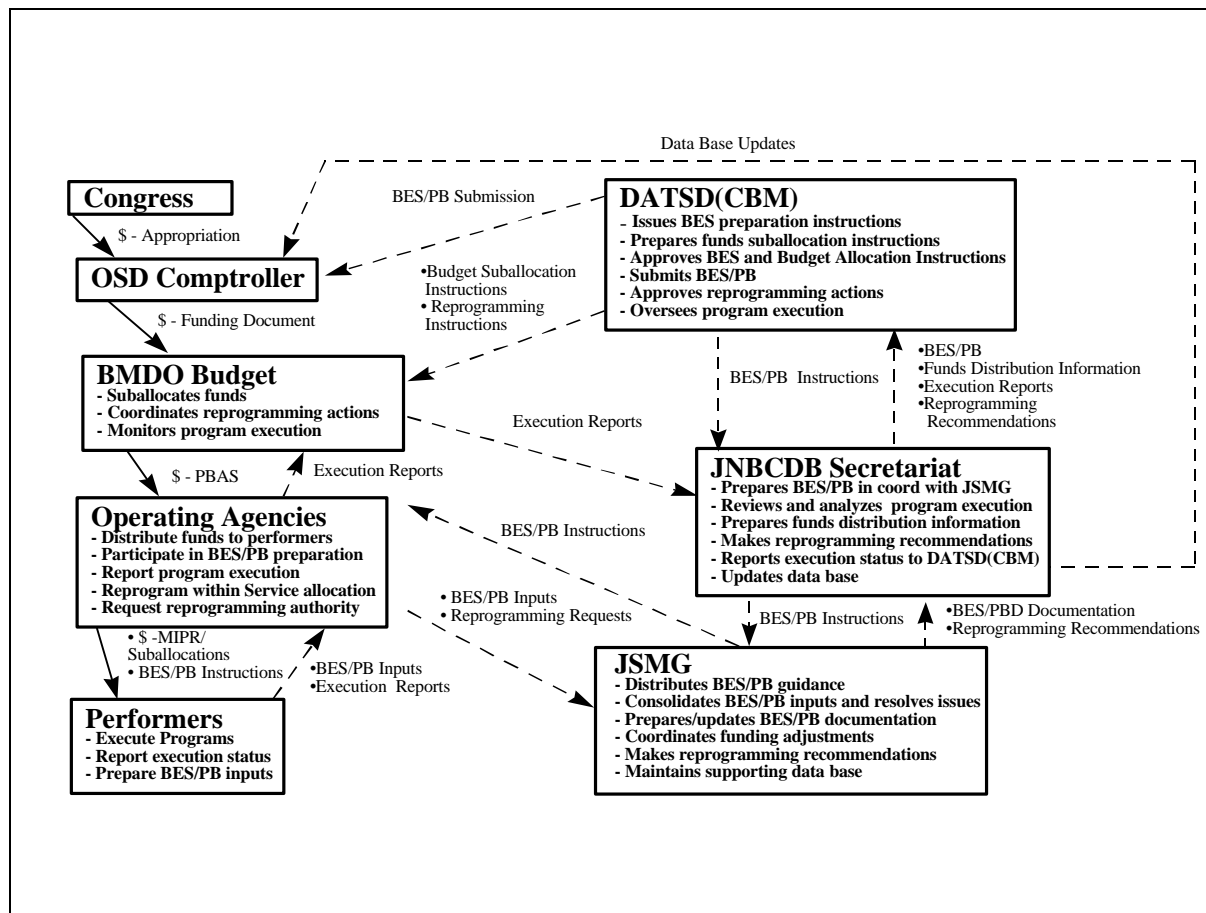 Data Base Updates
Congress
$ - Appropriation
OSD Comptroller
$ - Funding Document
BES/PB Submission
DATSD(CBM)
- Issues BES preparation instructions
- Prepares funds suballocation instructions
- Approves BES and Budget Allocation Instructions
- Submits BES/PB
- Approves reprogramming actions
- Oversees program execution
•Budget Suballocation
Instructions
• Reprogramming
Instructions
BMDO Budget
- Suballocates funds
- Coordinates reprogramming actions
- Monitors program execution
BES/PB Instructions
•BES/PB
•Funds Distribution Information
•Execution Reports
•Reprogramming
Recommendations
Execution Reports
$ - PBAS
Execution Reports
JNBCDB Secretariat
- Prepares BES/PB in coord with JSMG
- Reviews and analyzes program execution
- Prepares funds distribution information
- Makes reprogramming recommendations
- Reports execution status to DATSD(CBM)
- Updates data base
Operating Agencies
- Distribute funds to performers
- Participate in BES/PB preparation
- Report program execution
- Reprogram within Service allocation
- Request reprogramming authority
BES/PB Instructions
• BES/PB Inputs
• Reprogramming Requests
BES/PB Instructions
•BES/PBD Documentation
•Reprogramming Recommendations
• $ -MIPR/
Suballocations
• BES/PB Instructions
•BES/PB Inputs
•Execution Reports
Performers
- Execute Programs
- Report execution status
- Prepare BES/PB inputs
JSMG
- Distributes BES/PB guidance
- Consolidates BES/PB inputs and resolves issues
- Prepares/updates BES/PB documentation
- Coordinates funding adjustments
- Makes reprogramming recommendations
- Maintains supporting data base